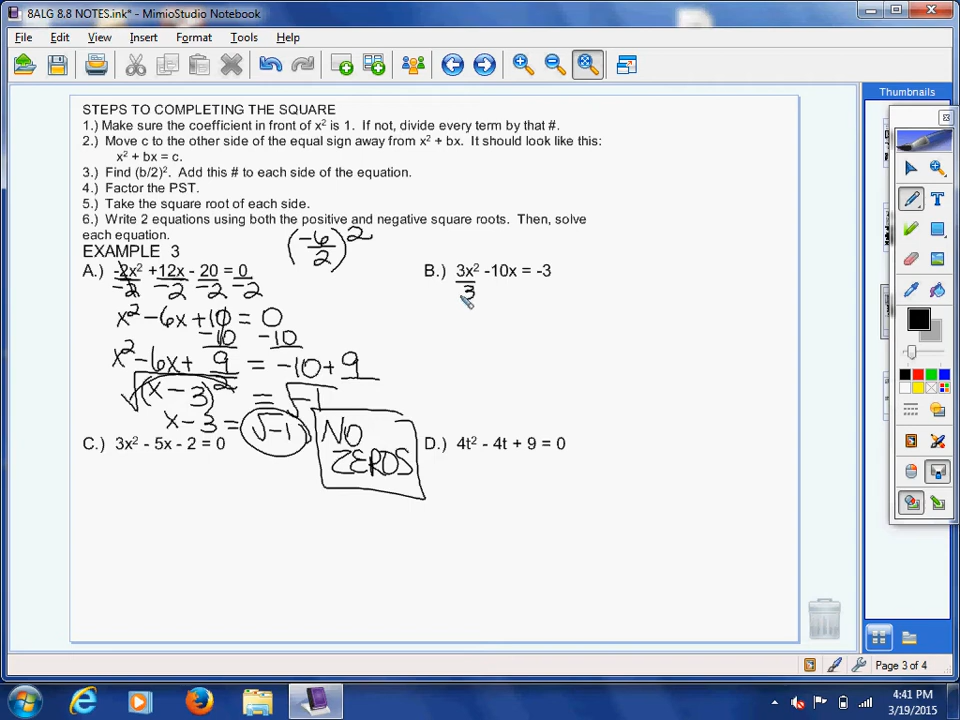 8ALG 8.8 NOTES.ink* - MimioStudio Notebook
File Edit View Insert Format Tools Help
Thumbnails
STEPS TO COMPLETING THE SQUARE
1.) Make sure the coefficient in front of x² is 1. If not, divide every term by that #.
2.) Move c to the other side of the equal sign away from x² + bx. It should look like this:
x² + bx = c.
3.) Find (b/2)². Add this # to each side of the equation.
4.) Factor the PST.
5.) Take the square root of each side.
6.) Write 2 equations using both the positive and negative square roots. Then, solve
each equation.
(-6/2)²
EXAMPLE 3
A.) -2x² +12x - 20 = 0
-2 -2 -2 -2
x² - 6x + 10 = 0
-10 -10
x² - 6x + 9 = -10 + 9
√(x - 3)² = √-1
x - 3 = √-1
NO
ZEROS
B.) 3x² -10x = -3
3
C.) 3x² - 5x - 2 = 0
D.) 4t² - 4t + 9 = 0
Page 3 of 4
4:41 PM
3/19/2015